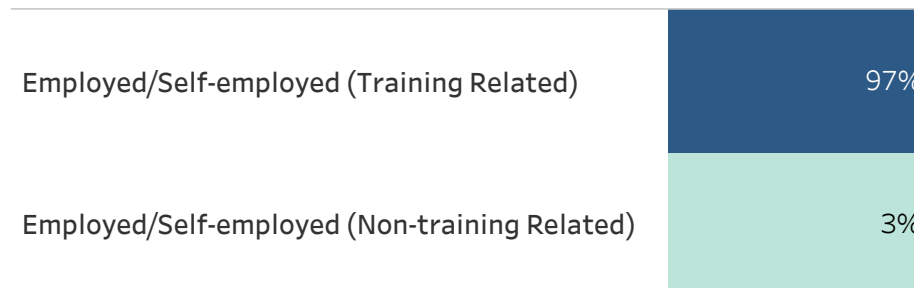 Employed/Self-employed (Training Related) 97%
Employed/Self-employed (Non-training Related) 3%